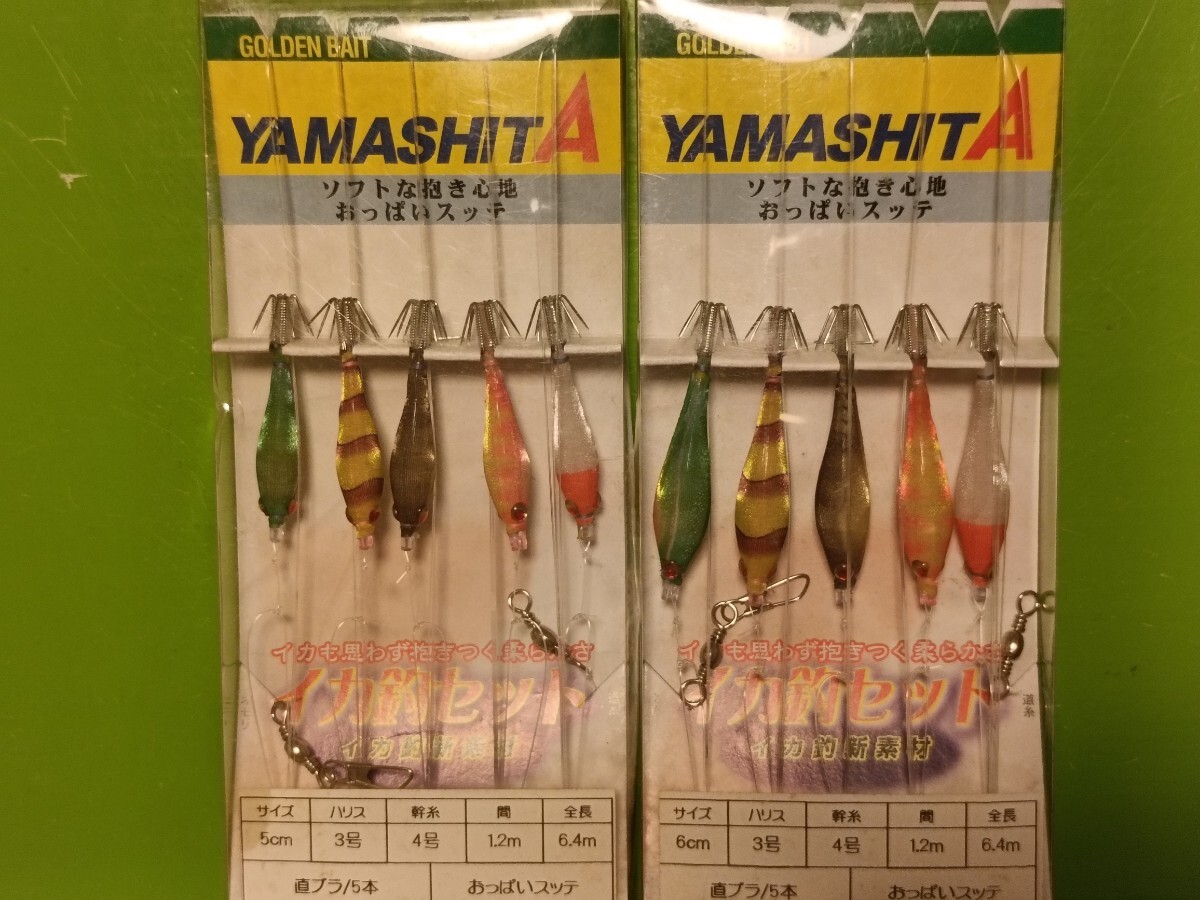 GOLDEN BAIT
YAMASHITA
ソフトな抱き心地
おっぱいスッテ
イカも思わず抱きつく柔らかさ
イカ釣セット
イカ釣新素材
サイズ ハリス 幹糸 間 全長
5cm 3号 4号 1.2m 6.4m
直ブラ/5本 おっぱいスッテ
GOLDEN
YAMASHITA
ソフトな抱き心地
おっぱいスッテ
イカも思わず抱きつく柔らかさ
イカ釣セット
道糸
イカ釣新素材
サイズ ハリス 幹糸 間 全長
6cm 3号 4号 1.2m 6.4m
直ブラ/5本 おっぱいスッテ